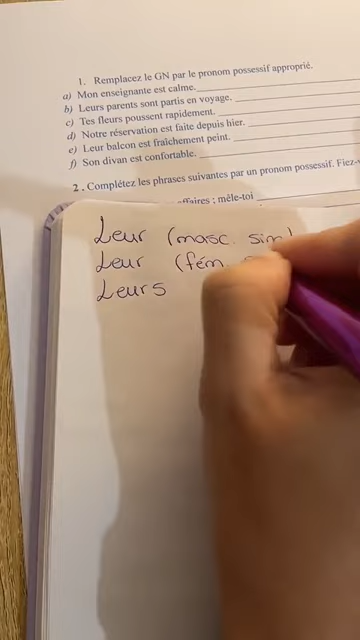 1. Remplacez le GN par le pronom possessif approprié.
a) Mon enseignante est calme.
b) Leurs parents sont partis en voyage.
c) Tes fleurs poussent rapidement.
d) Notre réservation est faite depuis hier.
e) Leur balcon est fraîchement peint.
f) Son divan est confortable.
2. Complétez les phrases suivantes par un pronom possessif.
affaires ; mêle-toi
Leur (masc. sin)
Leur (fém.
Leurs